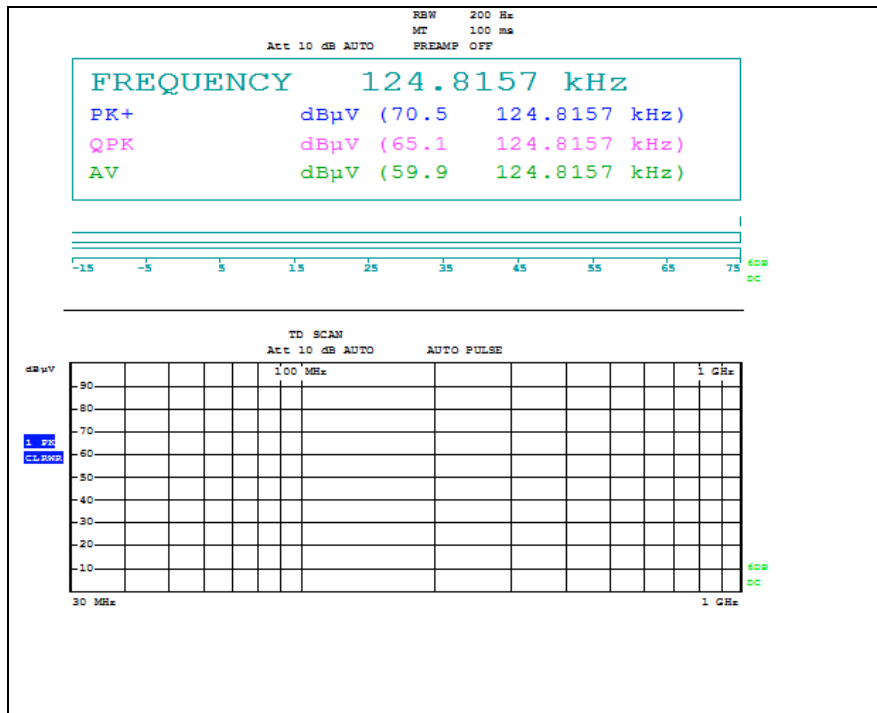 RBW 200 Hz
MT 100 ms
Att 10 dB AUTO PREAMP OFF
FREQUENCY 124.8157 kHz
PK+ dBµV (70.5 124.8157 kHz)
QPK dBµV (65.1 124.8157 kHz)
AV dBµV (59.9 124.8157 kHz)
-15 -5 5 15 25 35 45 55 65 75
6DB
DC
TD SCAN
Att 10 dB AUTO AUTO PULSE
dBµV
100 MHz 1 GHz
90
80
70
1 PK
CLRWR
60
50
40
30
20
10
6DB
DC
30 MHz 1 GHz